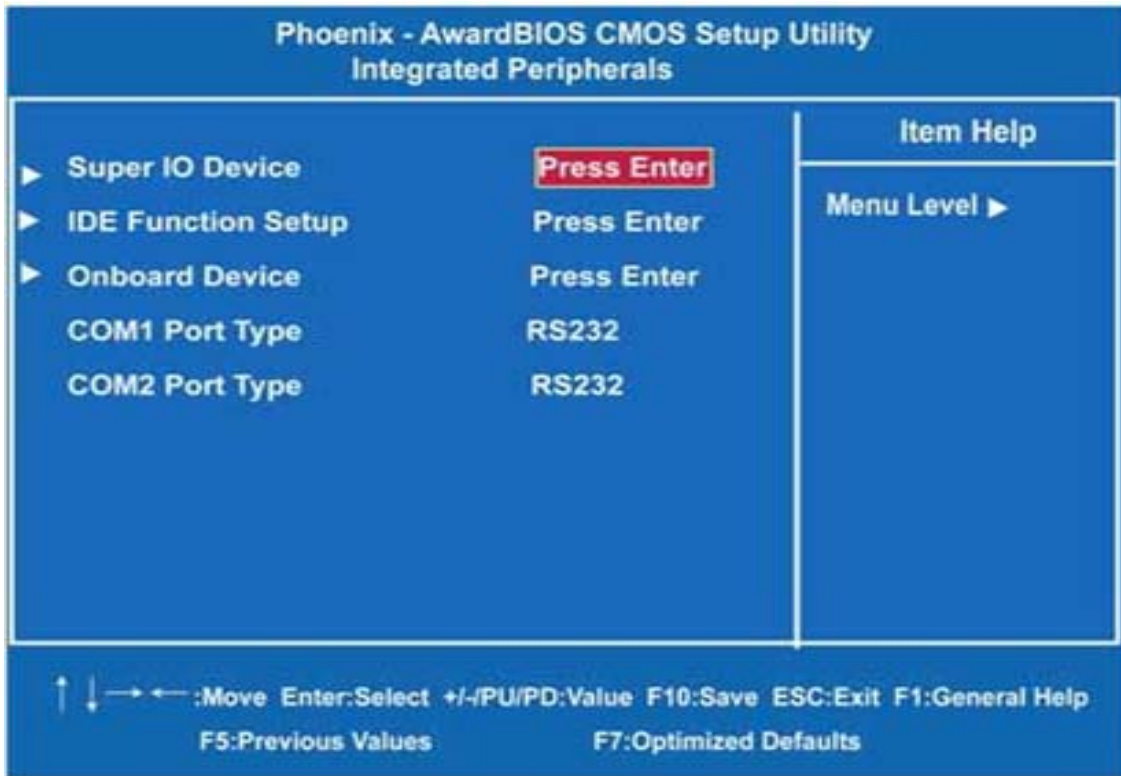 Phoenix - AwardBIOS CMOS Setup Utility
Integrated Peripherals
Item Help
▶ Super IO Device Press Enter
Menu Level ▶
▶ IDE Function Setup Press Enter
▶ Onboard Device Press Enter
COM1 Port Type RS232
COM2 Port Type RS232
↑ ↓ → ← :Move Enter:Select +/-/PU/PD:Value F10:Save ESC:Exit F1:General Help
F5:Previous Values F7:Optimized Defaults